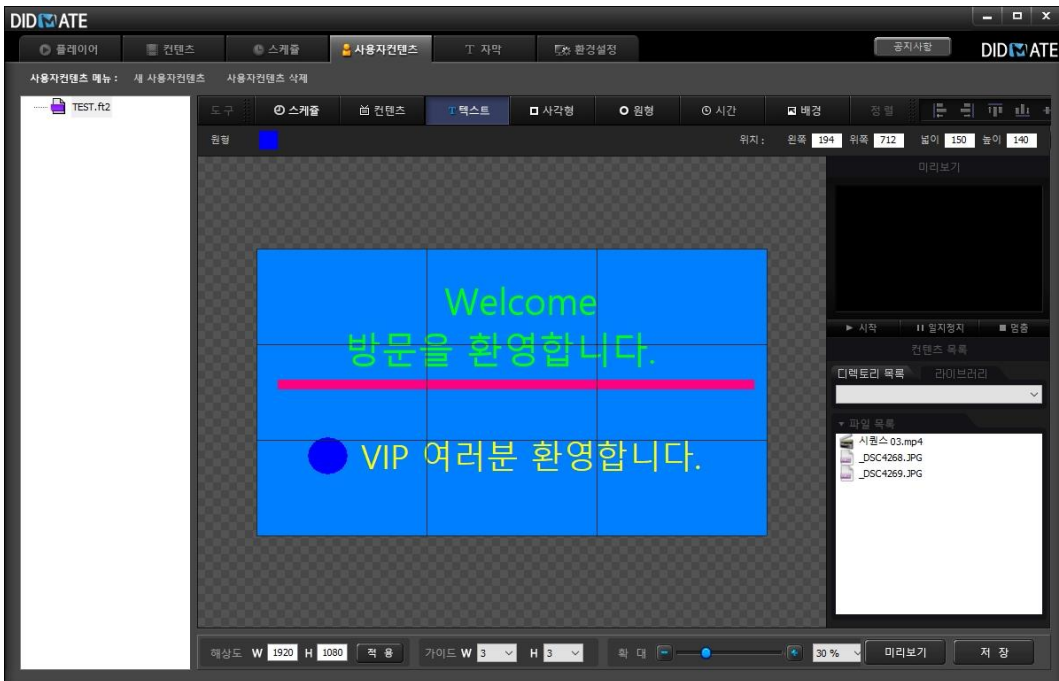 DIDMATE
플레이어 컨텐츠 스케쥴 사용자컨텐츠 T 자막 환경설정 공지사항 DIDMATE
사용자컨텐츠 메뉴 : 새 사용자컨텐츠 사용자컨텐츠 삭제
TEST.ft2
도구 스케쥴 컨텐츠 T 텍스트 사각형 원형 시간 배경 정렬
원형 위치 : 왼쪽 194 위쪽 712 넓이 150 높이 140
미리보기
Welcome
방문을 환영합니다.
VIP 여러분 환영합니다.
시작 일지정지 멈춤
컨텐츠 목록
디렉토리 목록 라이브러리
파일 목록
시퀀스 03.mp4
_DSC4268.JPG
_DSC4269.JPG
해상도 W 1920 H 1080 적 용 가이드 W 3 H 3 확 대 30 % 미리보기 저 장